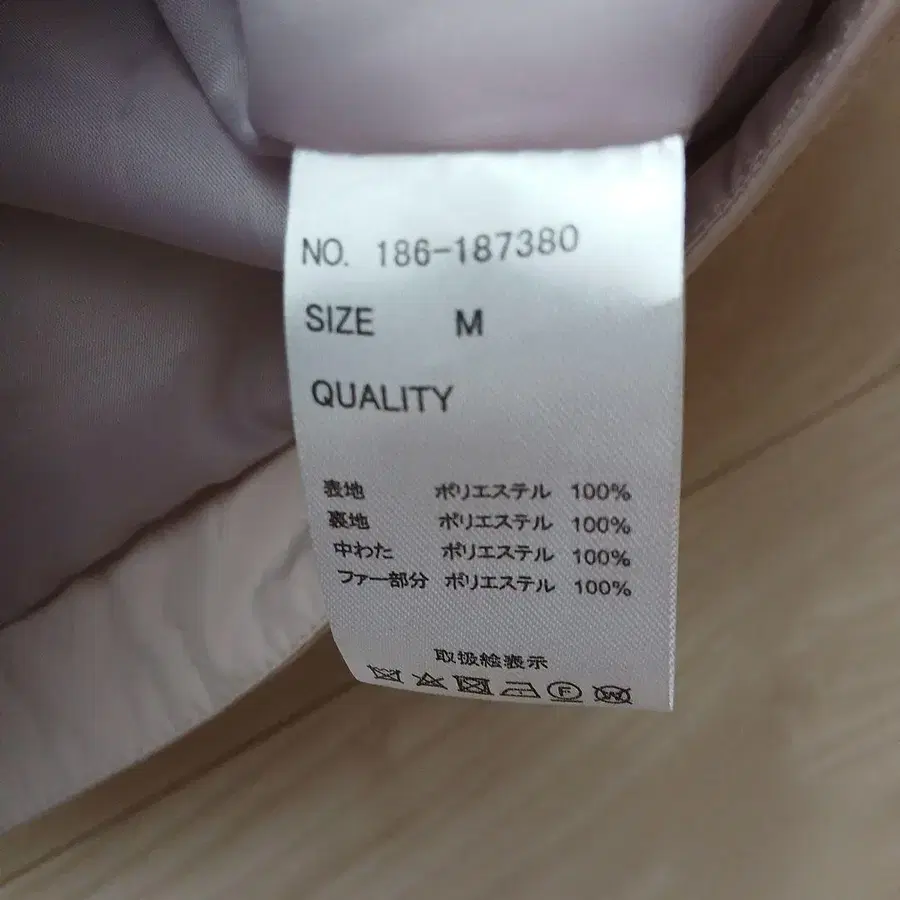 NO. 186-187380
SIZE M
QUALITY
表地 ポリエステル 100%
裏地 ポリエステル 100%
中わた ポリエステル 100%
ファー部分 ポリエステル 100%
取扱絵表示
F W